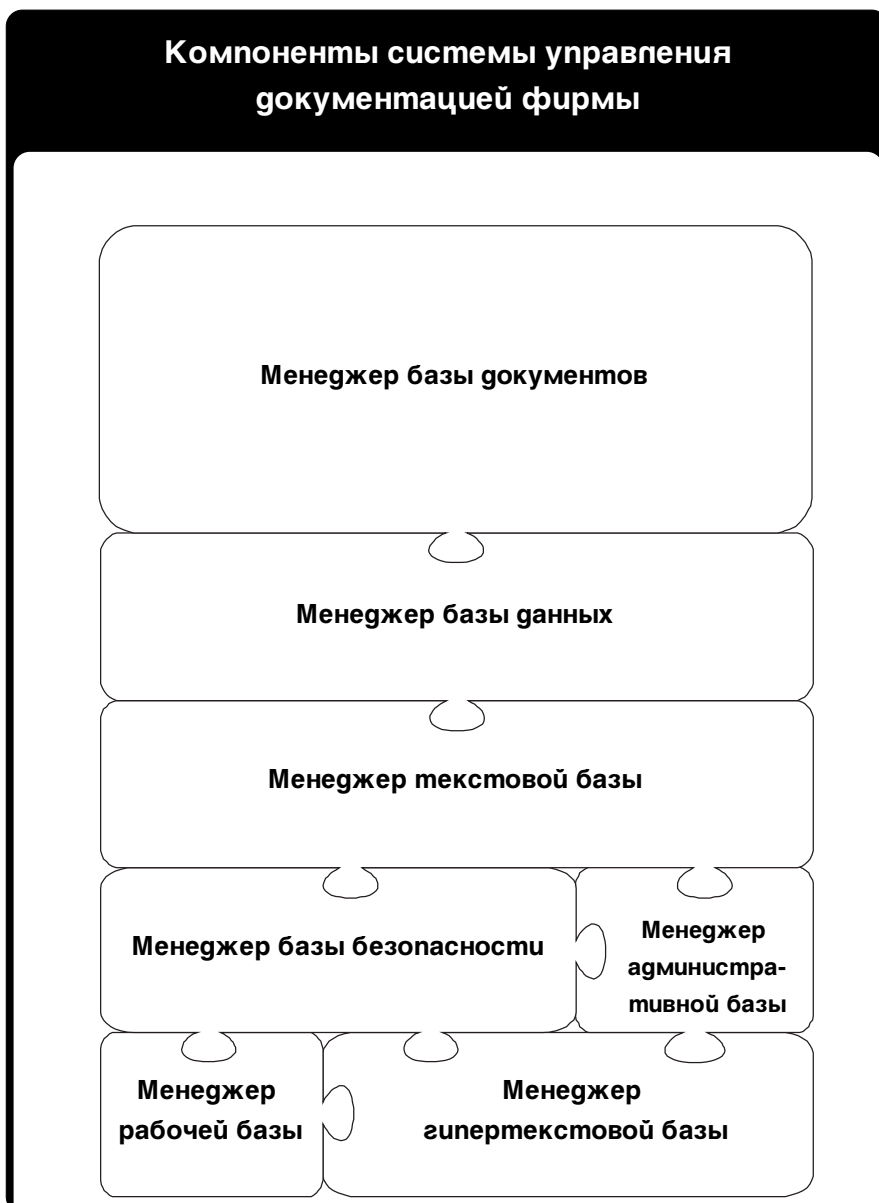 Компоненты системы управления
документацией фирмы
Менеджер базы документов
Менеджер базы данных
Менеджер текстовой базы
Менеджер базы безопасности
Менеджер
администра-
тивной базы
Менеджер
рабочей базы
Менеджер
гипертекстовой базы